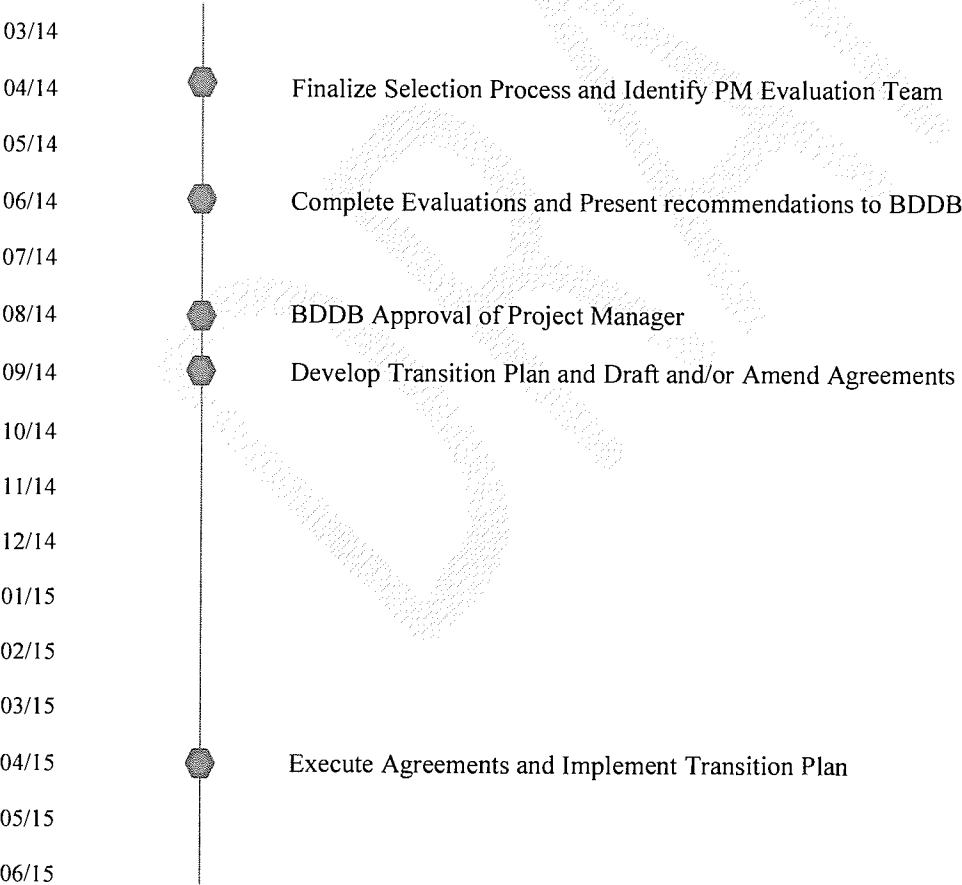 03/14
04/14 Finalize Selection Process and Identify PM Evaluation Team
05/14
06/14 Complete Evaluations and Present recommendations to BDDB
07/14
08/14 BDDB Approval of Project Manager
09/14 Develop Transition Plan and Draft and/or Amend Agreements
10/14
11/14
12/14
01/15
02/15
03/15
04/15 Execute Agreements and Implement Transition Plan
05/15
06/15
DRAFT